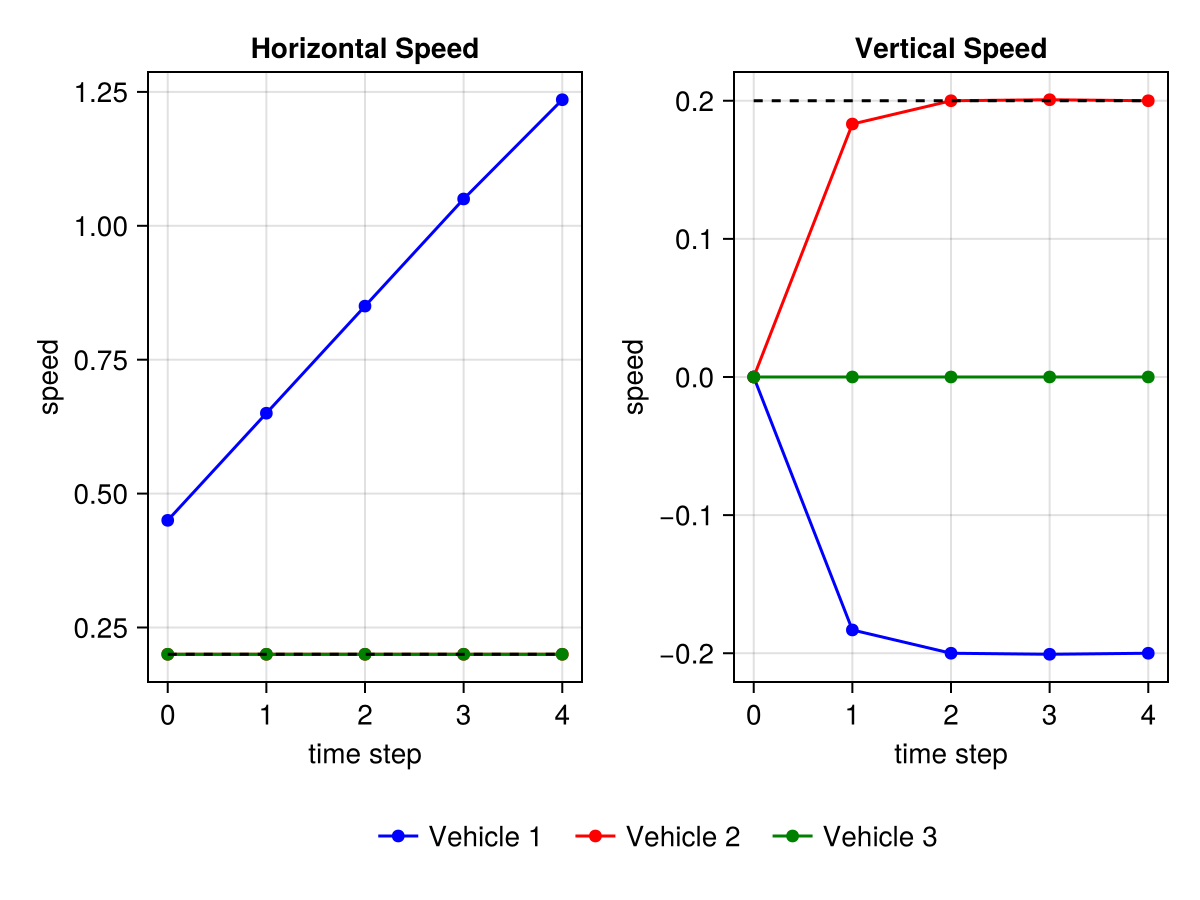 Horizontal Speed
1.25
1.00
0.75
0.50
0.25
speed
0 1 2 3 4
time step
Vertical Speed
0.2
0.1
0.0
−0.1
−0.2
speed
0 1 2 3 4
time step
Vehicle 1 Vehicle 2 Vehicle 3